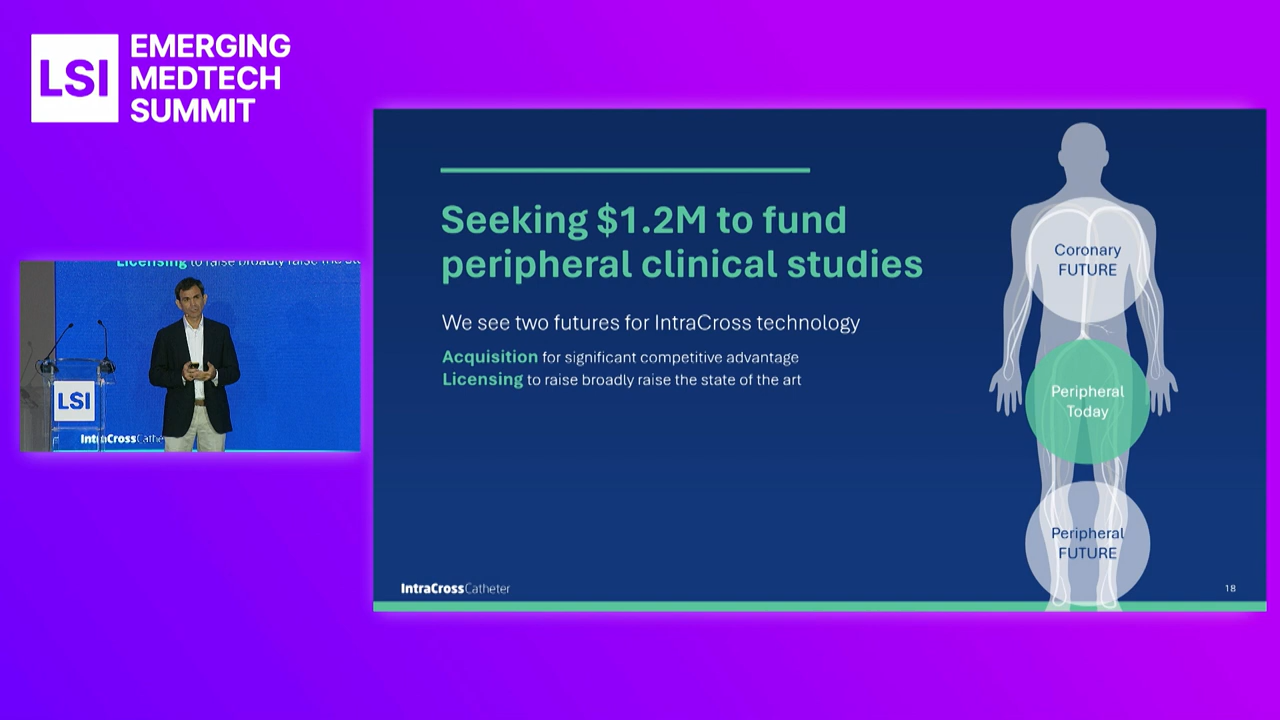 LSI
EMERGING
MEDTECH
SUMMIT
Seeking $1.2M to fund
peripheral clinical studies
We see two futures for IntraCross technology
Acquisition for significant competitive advantage
Licensing to raise broadly raise the state of the art
Coronary
FUTURE
Peripheral
Today
Peripheral
FUTURE
IntraCrossCatheter
18
Licensing to raise broadly raise the
LSI
IntraCross